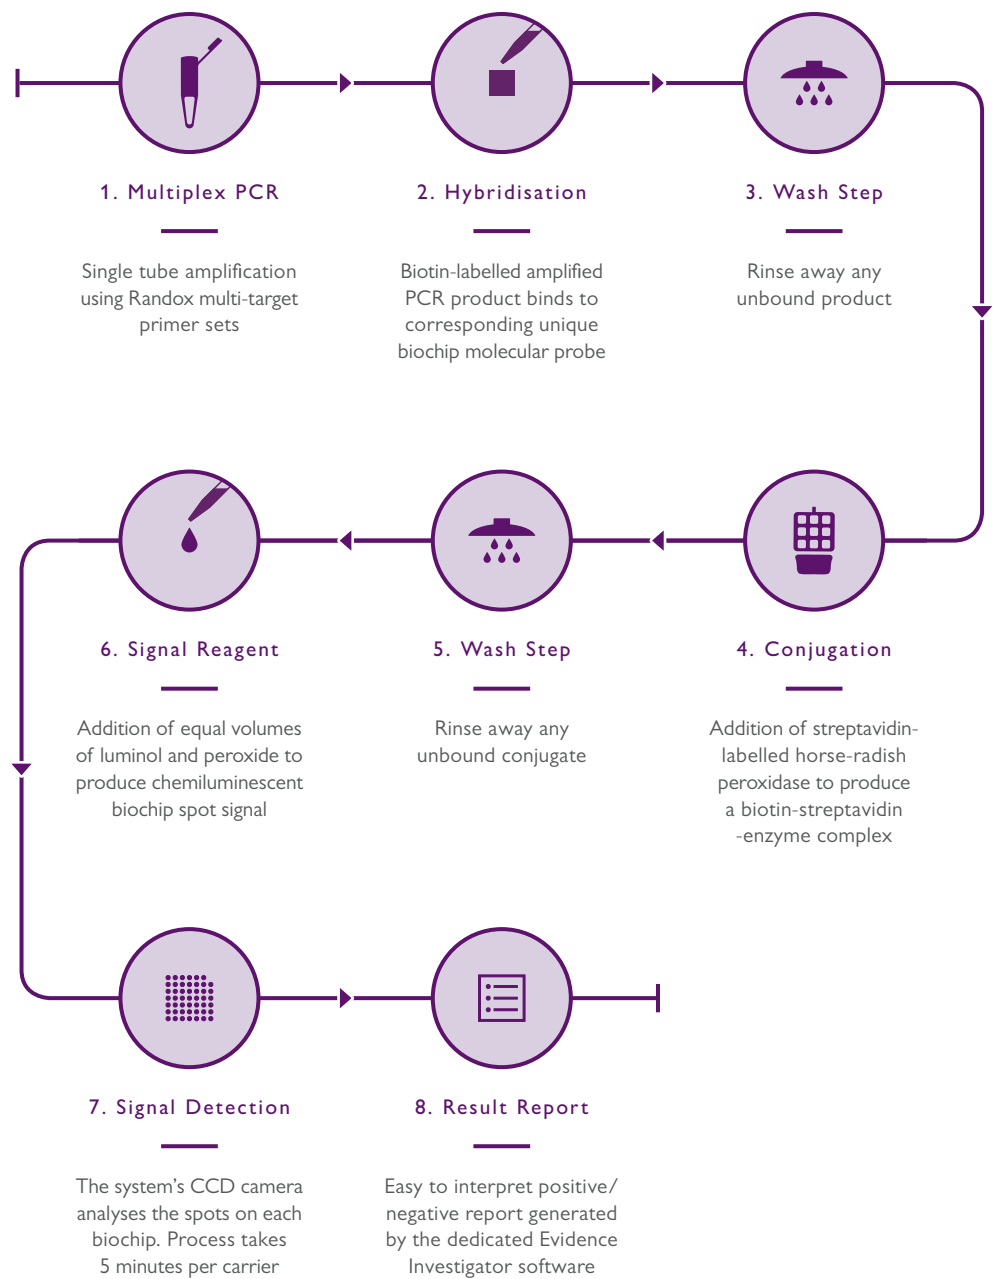 1. Multiplex PCR
Single tube amplification
using Randox multi-target
primer sets
2. Hybridisation
Biotin-labelled amplified
PCR product binds to
corresponding unique
biochip molecular probe
3. Wash Step
Rinse away any
unbound product
4. Conjugation
Addition of streptavidin-
labelled horse-radish
peroxidase to produce
a biotin-streptavidin
-enzyme complex
5. Wash Step
Rinse away any
unbound conjugate
6. Signal Reagent
Addition of equal volumes
of luminol and peroxide to
produce chemiluminescent
biochip spot signal
7. Signal Detection
The system’s CCD camera
analyses the spots on each
biochip. Process takes
5 minutes per carrier
8. Result Report
Easy to interpret positive/
negative report generated
by the dedicated Evidence
Investigator software